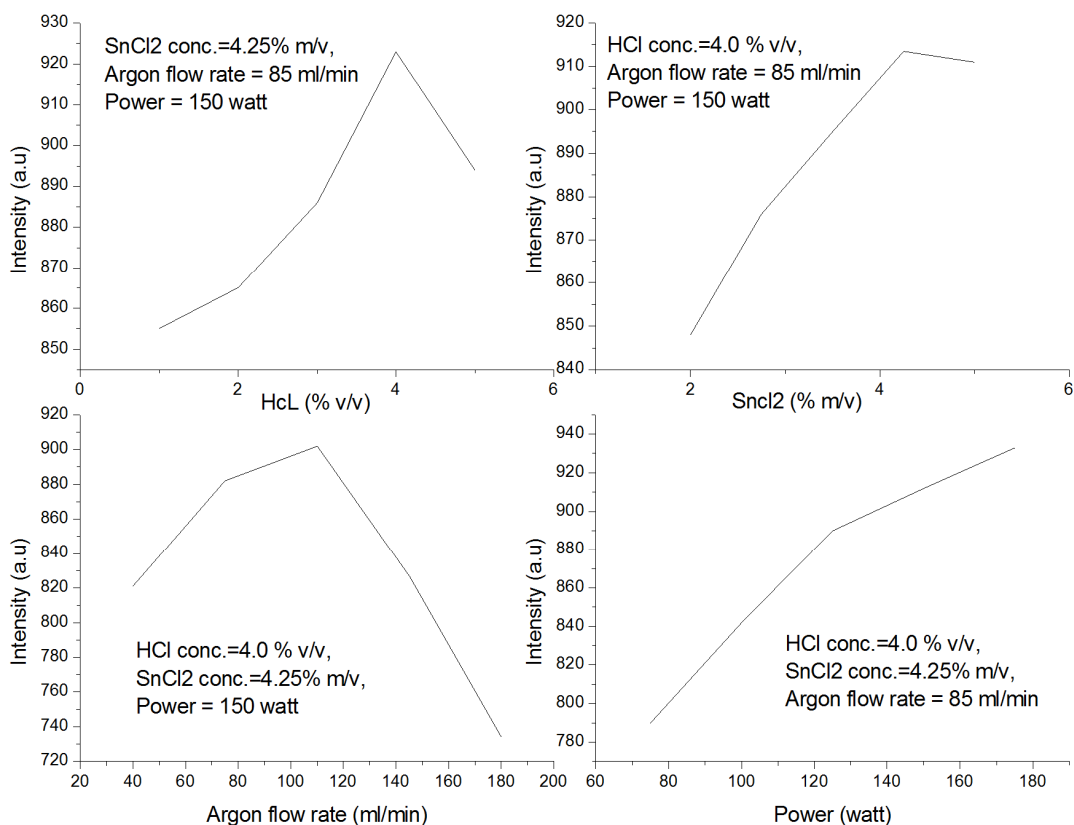 930
920
910
900
890
880
870
860
850
Intensity (a.u)
SnCl2 conc.=4.25% m/v,
Argon flow rate = 85 ml/min
Power = 150 watt
0 2 4 6
HcL (% v/v)
920
910
900
890
880
870
860
850
840
Intensity (a.u)
HCl conc.=4.0 % v/v,
Argon flow rate = 85 ml/min
Power = 150 watt
2 4 6
Sncl2 (% m/v)
920
900
880
860
840
820
800
780
760
740
720
Intensity (a.u)
HCl conc.=4.0 % v/v,
SnCl2 conc.=4.25% m/v,
Power = 150 watt
20 40 60 80 100 120 140 160 180 200
Argon flow rate (ml/min)
940
920
880
860
840
820
800
780
Intensity (a.u)
HCl conc.=4.0 % v/v,
SnCl2 conc.=4.25% m/v,
Argon flow rate = 85 ml/min
60 80 100 120 140 160 180
Power (watt)